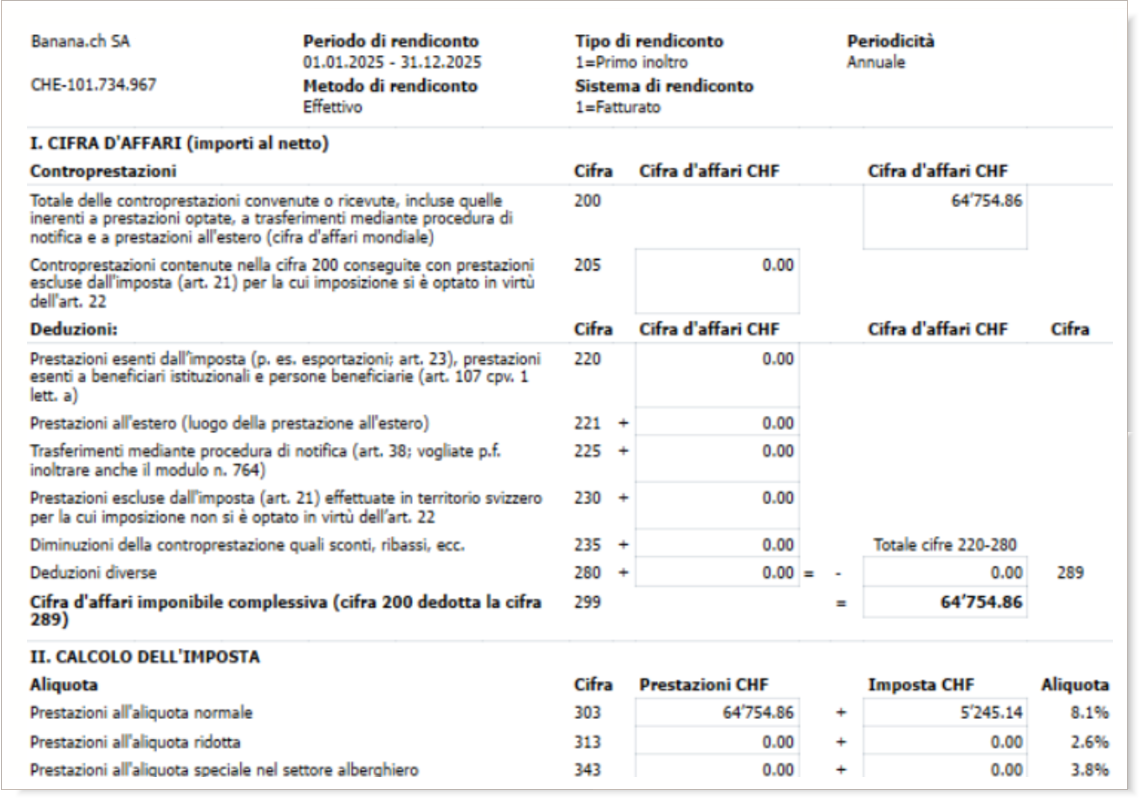 Banana.ch SA Periodo di rendiconto Tipo di rendiconto Periodicità
01.01.2025 - 31.12.2025 1=Primo inoltro Annuale
CHE-101.734.967 Metodo di rendiconto Sistema di rendiconto
Effettivo 1=Fatturato
I. CIFRA D'AFFARI (importi al netto)
Controprestazioni Cifra Cifra d'affari CHF Cifra d'affari CHF
Totale delle controprestazioni convenute o ricevute, incluse quelle 200 64'754.86
inerenti a prestazioni optate, a trasferimenti mediante procedura di
notifica e a prestazioni all'estero (cifra d'affari mondiale)
Controprestazioni contenute nella cifra 200 conseguite con prestazioni 205 0.00
escluse dall'imposta (art. 21) per la cui imposizione si è optato in virtù
dell'art. 22
Deduzioni: Cifra Cifra d'affari CHF Cifra d'affari CHF Cifra
Prestazioni esenti dall'imposta (p. es. esportazioni; art. 23), prestazioni 220 0.00
esenti a beneficiari istituzionali e persone beneficiarie (art. 107 cpv. 1
lett. a)
Prestazioni all'estero (luogo della prestazione all'estero) 221 + 0.00
Trasferimenti mediante procedura di notifica (art. 38; vogliate p.f. 225 + 0.00
inoltrare anche il modulo n. 764)
Prestazioni escluse dall'imposta (art. 21) effettuate in territorio svizzero 230 + 0.00
per la cui imposizione non si è optato in virtù dell'art. 22
Diminuzioni della controprestazione quali sconti, ribassi, ecc. 235 + 0.00 Totale cifre 220-280
Deduzioni diverse 280 + 0.00 = - 0.00 289
Cifra d'affari imponibile complessiva (cifra 200 dedotta la cifra 299 = 64'754.86
289)
II. CALCOLO DELL'IMPOSTA
Aliquota Cifra Prestazioni CHF Imposta CHF Aliquota
Prestazioni all'aliquota normale 303 64'754.86 + 5'245.14 8.1%
Prestazioni all'aliquota ridotta 313 0.00 + 0.00 2.6%
Prestazioni all'aliquota speciale nel settore alberghiero 343 0.00 + 0.00 3.8%